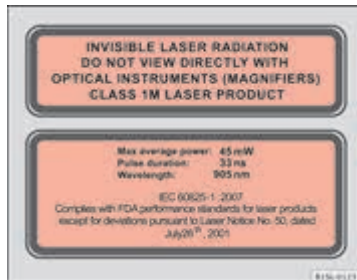 INVISIBLE LASER RADIATION
DO NOT VIEW DIRECTLY WITH
OPTICAL INSTRUMENTS (MAGNIFIERS)
CLASS 1M LASER PRODUCT
Max average power: 45 mW
Pulse duration: 33 ns
Wavelength: 905 nm
IEC 60825-1 :2007
Complies with FDA performance standards for laser products
except for deviations pursuant to Laser Notice No. 50, dated
July26th, 2001